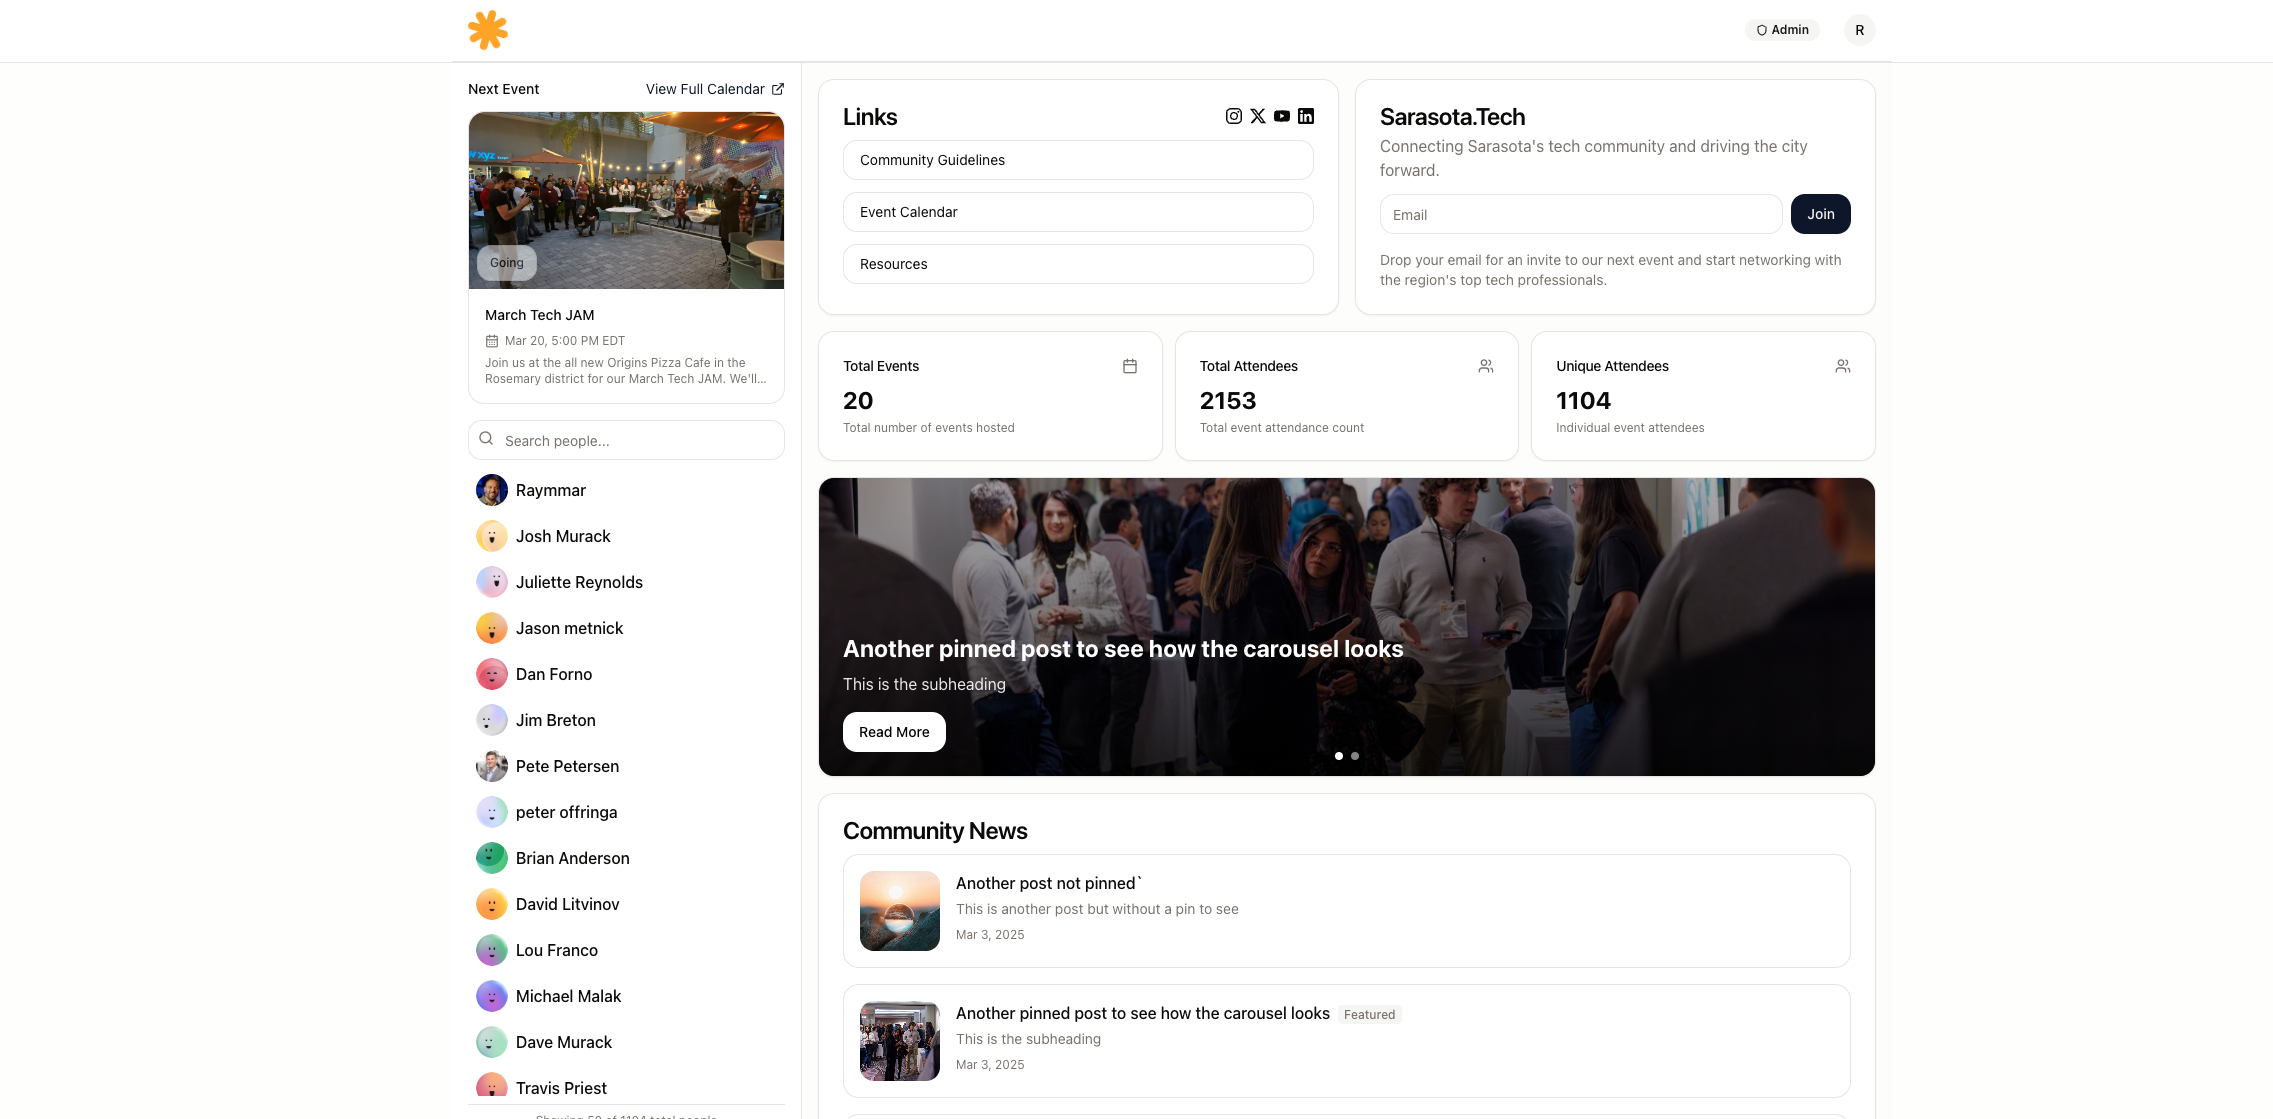 Admin
R
Next Event
View Full Calendar
xyz
Going
March Tech JAM
Mar 20, 5:00 PM EDT
Join us at the all new Origins Pizza Cafe in the
Rosemary district for our March Tech JAM. We'll...
Search people...
Raymmar
Josh Murack
Juliette Reynolds
Jason metnick
Dan Forno
Jim Breton
Pete Petersen
peter offringa
Brian Anderson
David Litvinov
Lou Franco
Michael Malak
Dave Murack
Travis Priest
Showing 50 of 1104 total people
Links
Community Guidelines
Event Calendar
Resources
Sarasota.Tech
Connecting Sarasota's tech community and driving the city
forward.
Email
Join
Drop your email for an invite to our next event and start networking with
the region's top tech professionals.
Total Events
20
Total number of events hosted
Total Attendees
2153
Total event attendance count
Unique Attendees
1104
Individual event attendees
Another pinned post to see how the carousel looks
This is the subheading
Read More
Community News
Another post not pinned`
This is another post but without a pin to see
Mar 3, 2025
Another pinned post to see how the carousel looks Featured
This is the subheading
Mar 3, 2025